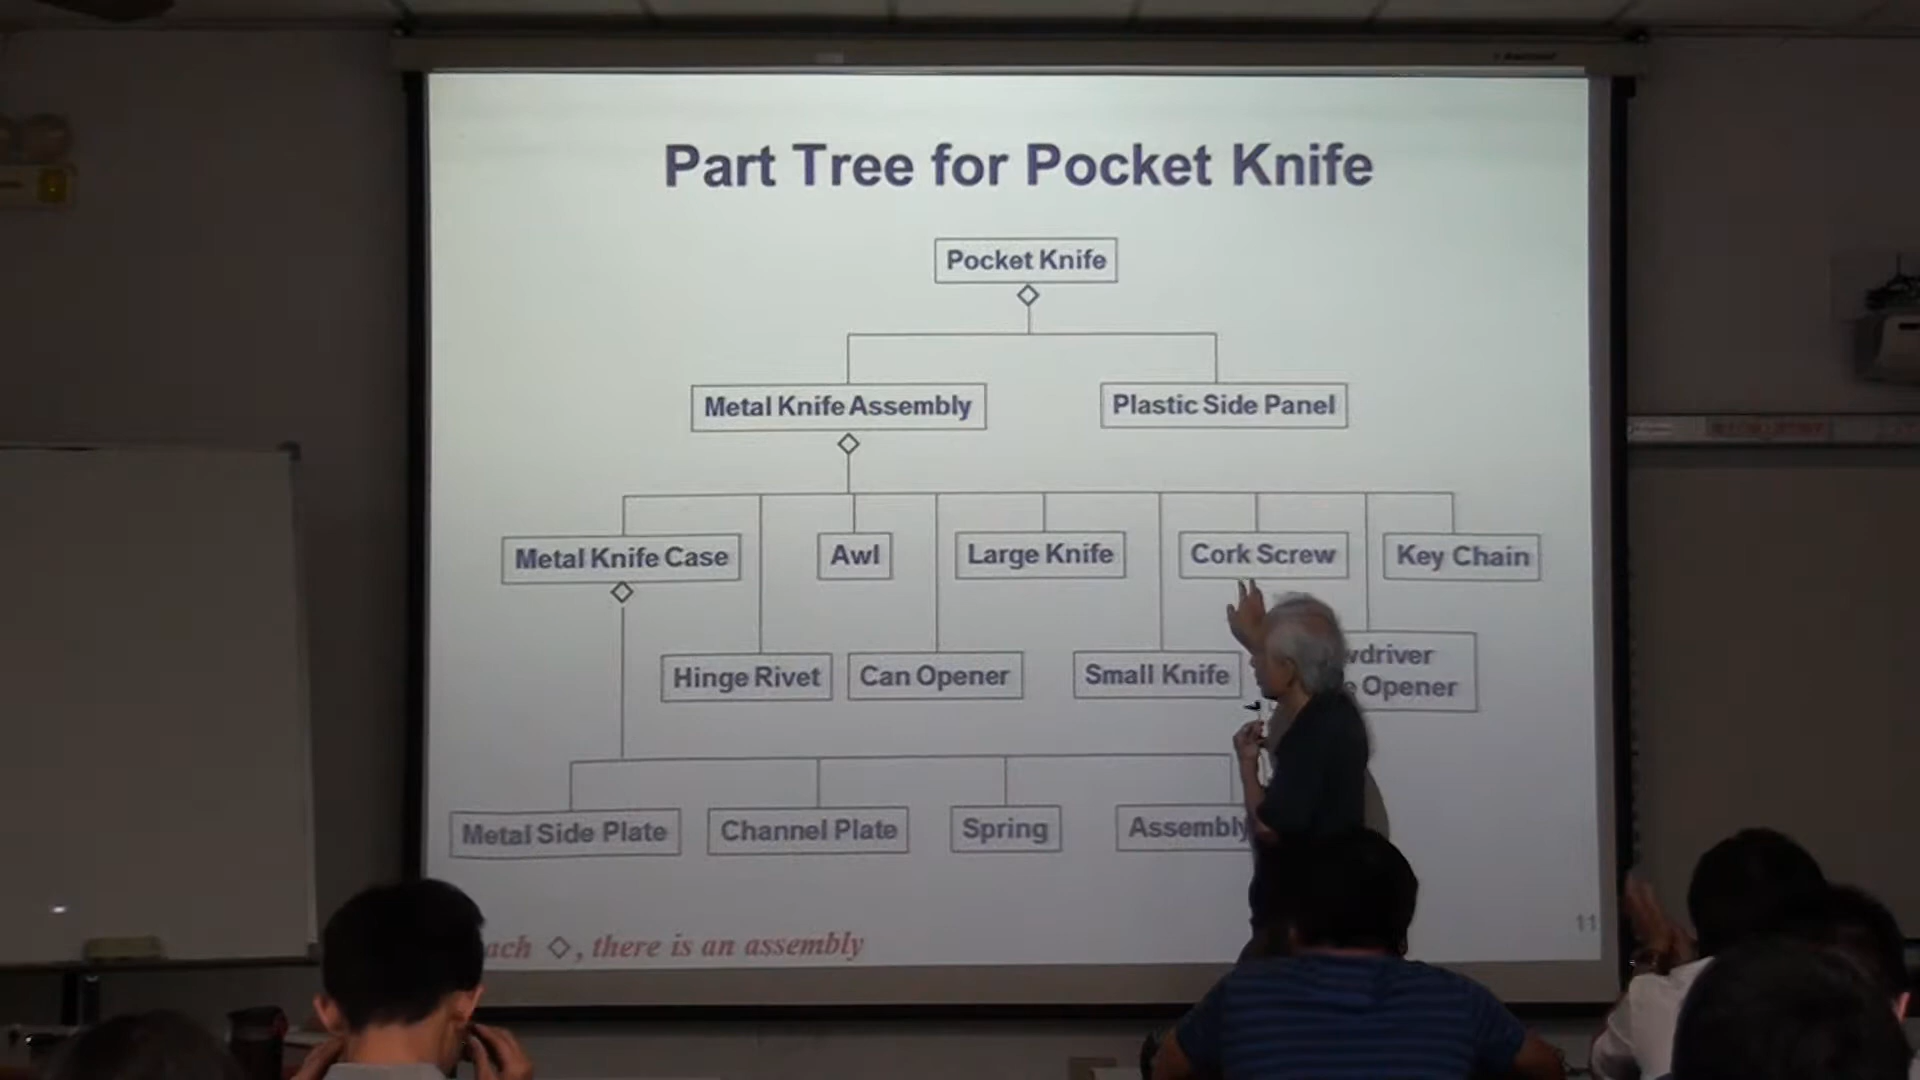 Part Tree for Pocket Knife
Pocket Knife
Metal Knife Assembly
Plastic Side Panel
Metal Knife Case
Awl
Large Knife
Cork Screw
Key Chain
Hinge Rivet
Can Opener
Small Knife
Opener
Metal Side Plate
Channel Plate
Spring
Assembly
, there is an assembly
11